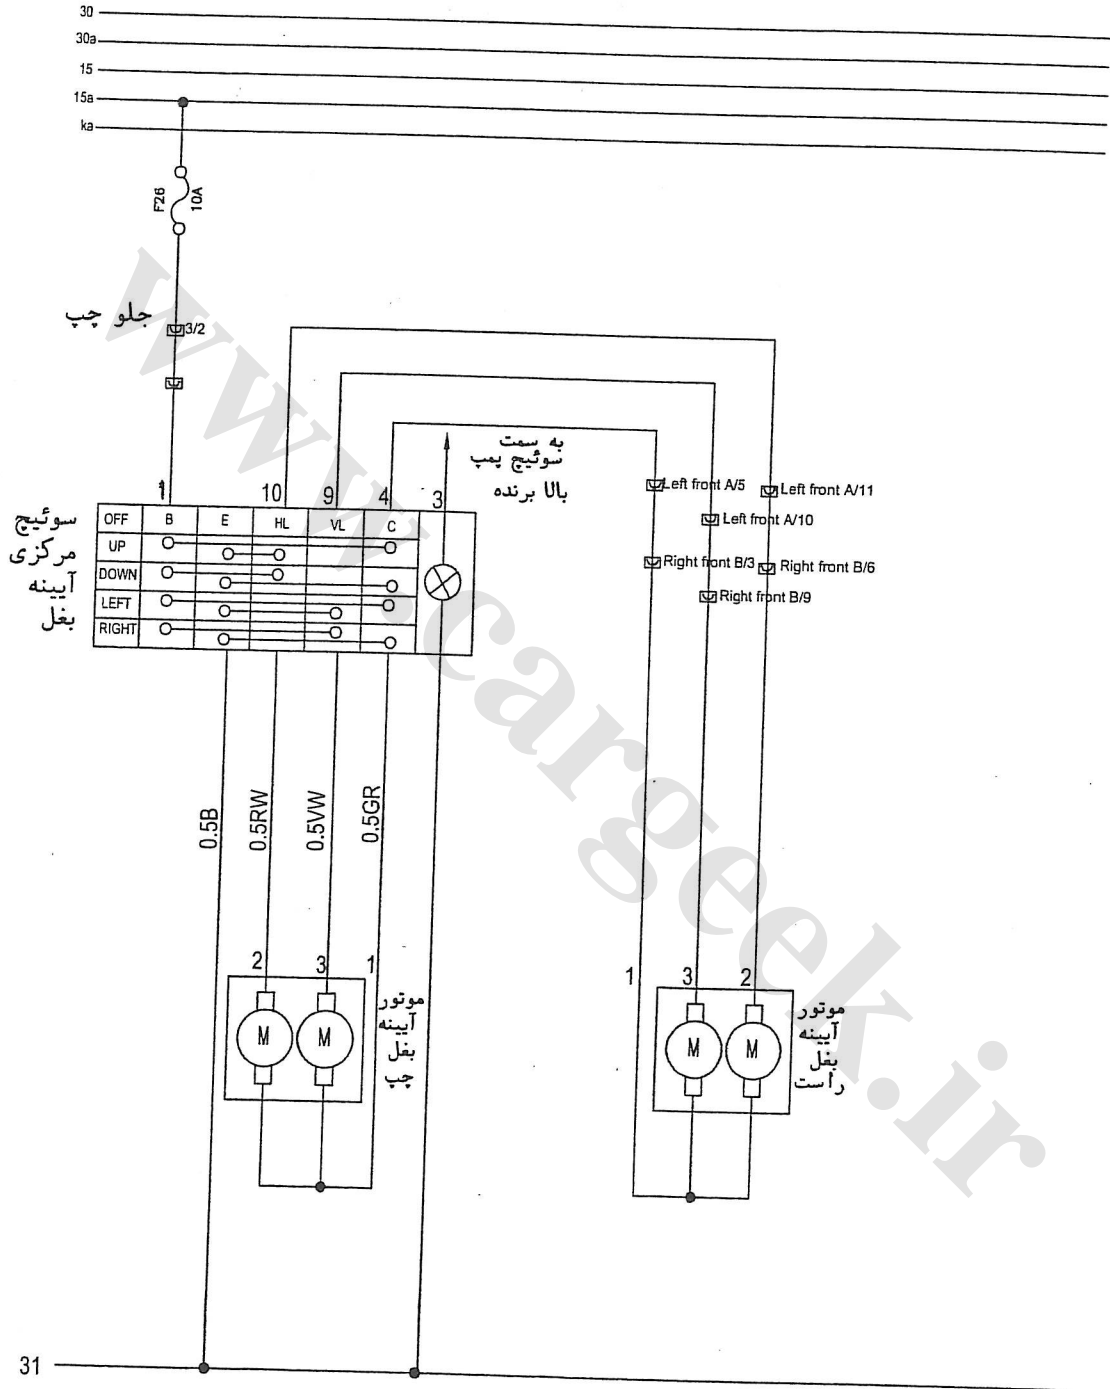 30
30a
15
15a
ka
F26
10A
جلو چپ
3/2
به سمت
سوئیچ پمپ
بالا برنده
Left front A/5
Left front A/11
Left front A/10
Right front B/3
Right front B/6
Right front B/9
1
10
9
4
3
سوئیچ
مرکزی
آیینه
بغل
OFF B E HL VL C
UP
DOWN
LEFT
RIGHT
0.5B
0.5RW
0.5VW
0.5GR
2
3
1
M
M
موتور
آیینه
بغل
چپ
1
3
2
M
M
موتور
آیینه
بغل
راست
31
www.cargeek.ir